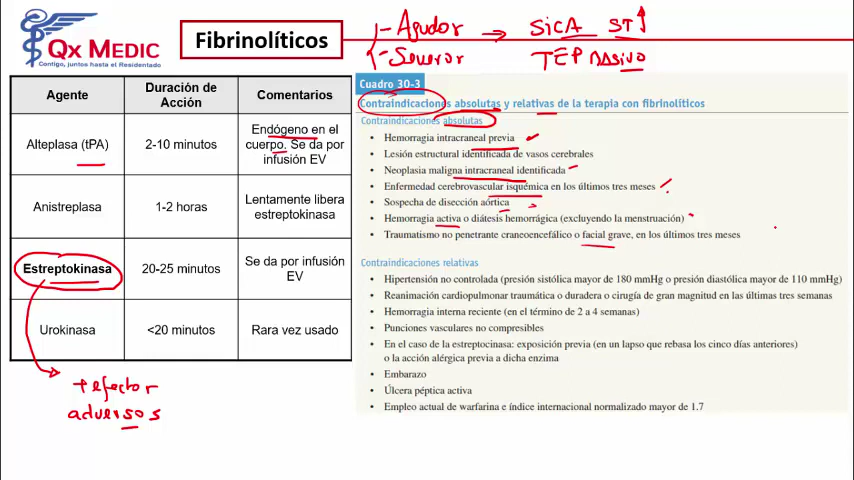 QX MEDIC
Contigo, juntos hasta el Residentado
Fibrinolíticos
- Agudos → SiCA ST↑
- Severos TEP Masivo
Agente Duración de Acción Comentarios
Alteplasa (tPA) 2-10 minutos Endógeno en el cuerpo. Se da por infusión EV
Anistreplasa 1-2 horas Lentamente libera estreptokinasa
Estreptokinasa 20-25 minutos Se da por infusión EV
Urokinasa <20 minutos Rara vez usado
+ efectos
adversos
Cuadro 30-3
Contraindicaciones absolutas y relativas de la terapia con fibrinolíticos
Contraindicaciones absolutas
• Hemorragia intracraneal previa
• Lesión estructural identificada de vasos cerebrales
• Neoplasia maligna intracraneal identificada
• Enfermedad cerebrovascular isquémica en los últimos tres meses
• Sospecha de disección aórtica
• Hemorragia activa o diátesis hemorrágica (excluyendo la menstruación)
• Traumatismo no penetrante craneoencefálico o facial grave, en los últimos tres meses
Contraindicaciones relativas
• Hipertensión no controlada (presión sistólica mayor de 180 mmHg o presión diastólica mayor de 110 mmHg)
• Reanimación cardiopulmonar traumática o duradera o cirugía de gran magnitud en las últimas tres semanas
• Hemorragia interna reciente (en el término de 2 a 4 semanas)
• Punciones vasculares no compresibles
• En el caso de la estreptocinasa: exposición previa (en un lapso que rebasa los cinco días anteriores)
o la acción alérgica previa a dicha enzima
• Embarazo
• Úlcera péptica activa
• Empleo actual de warfarina e índice internacional normalizado mayor de 1.7